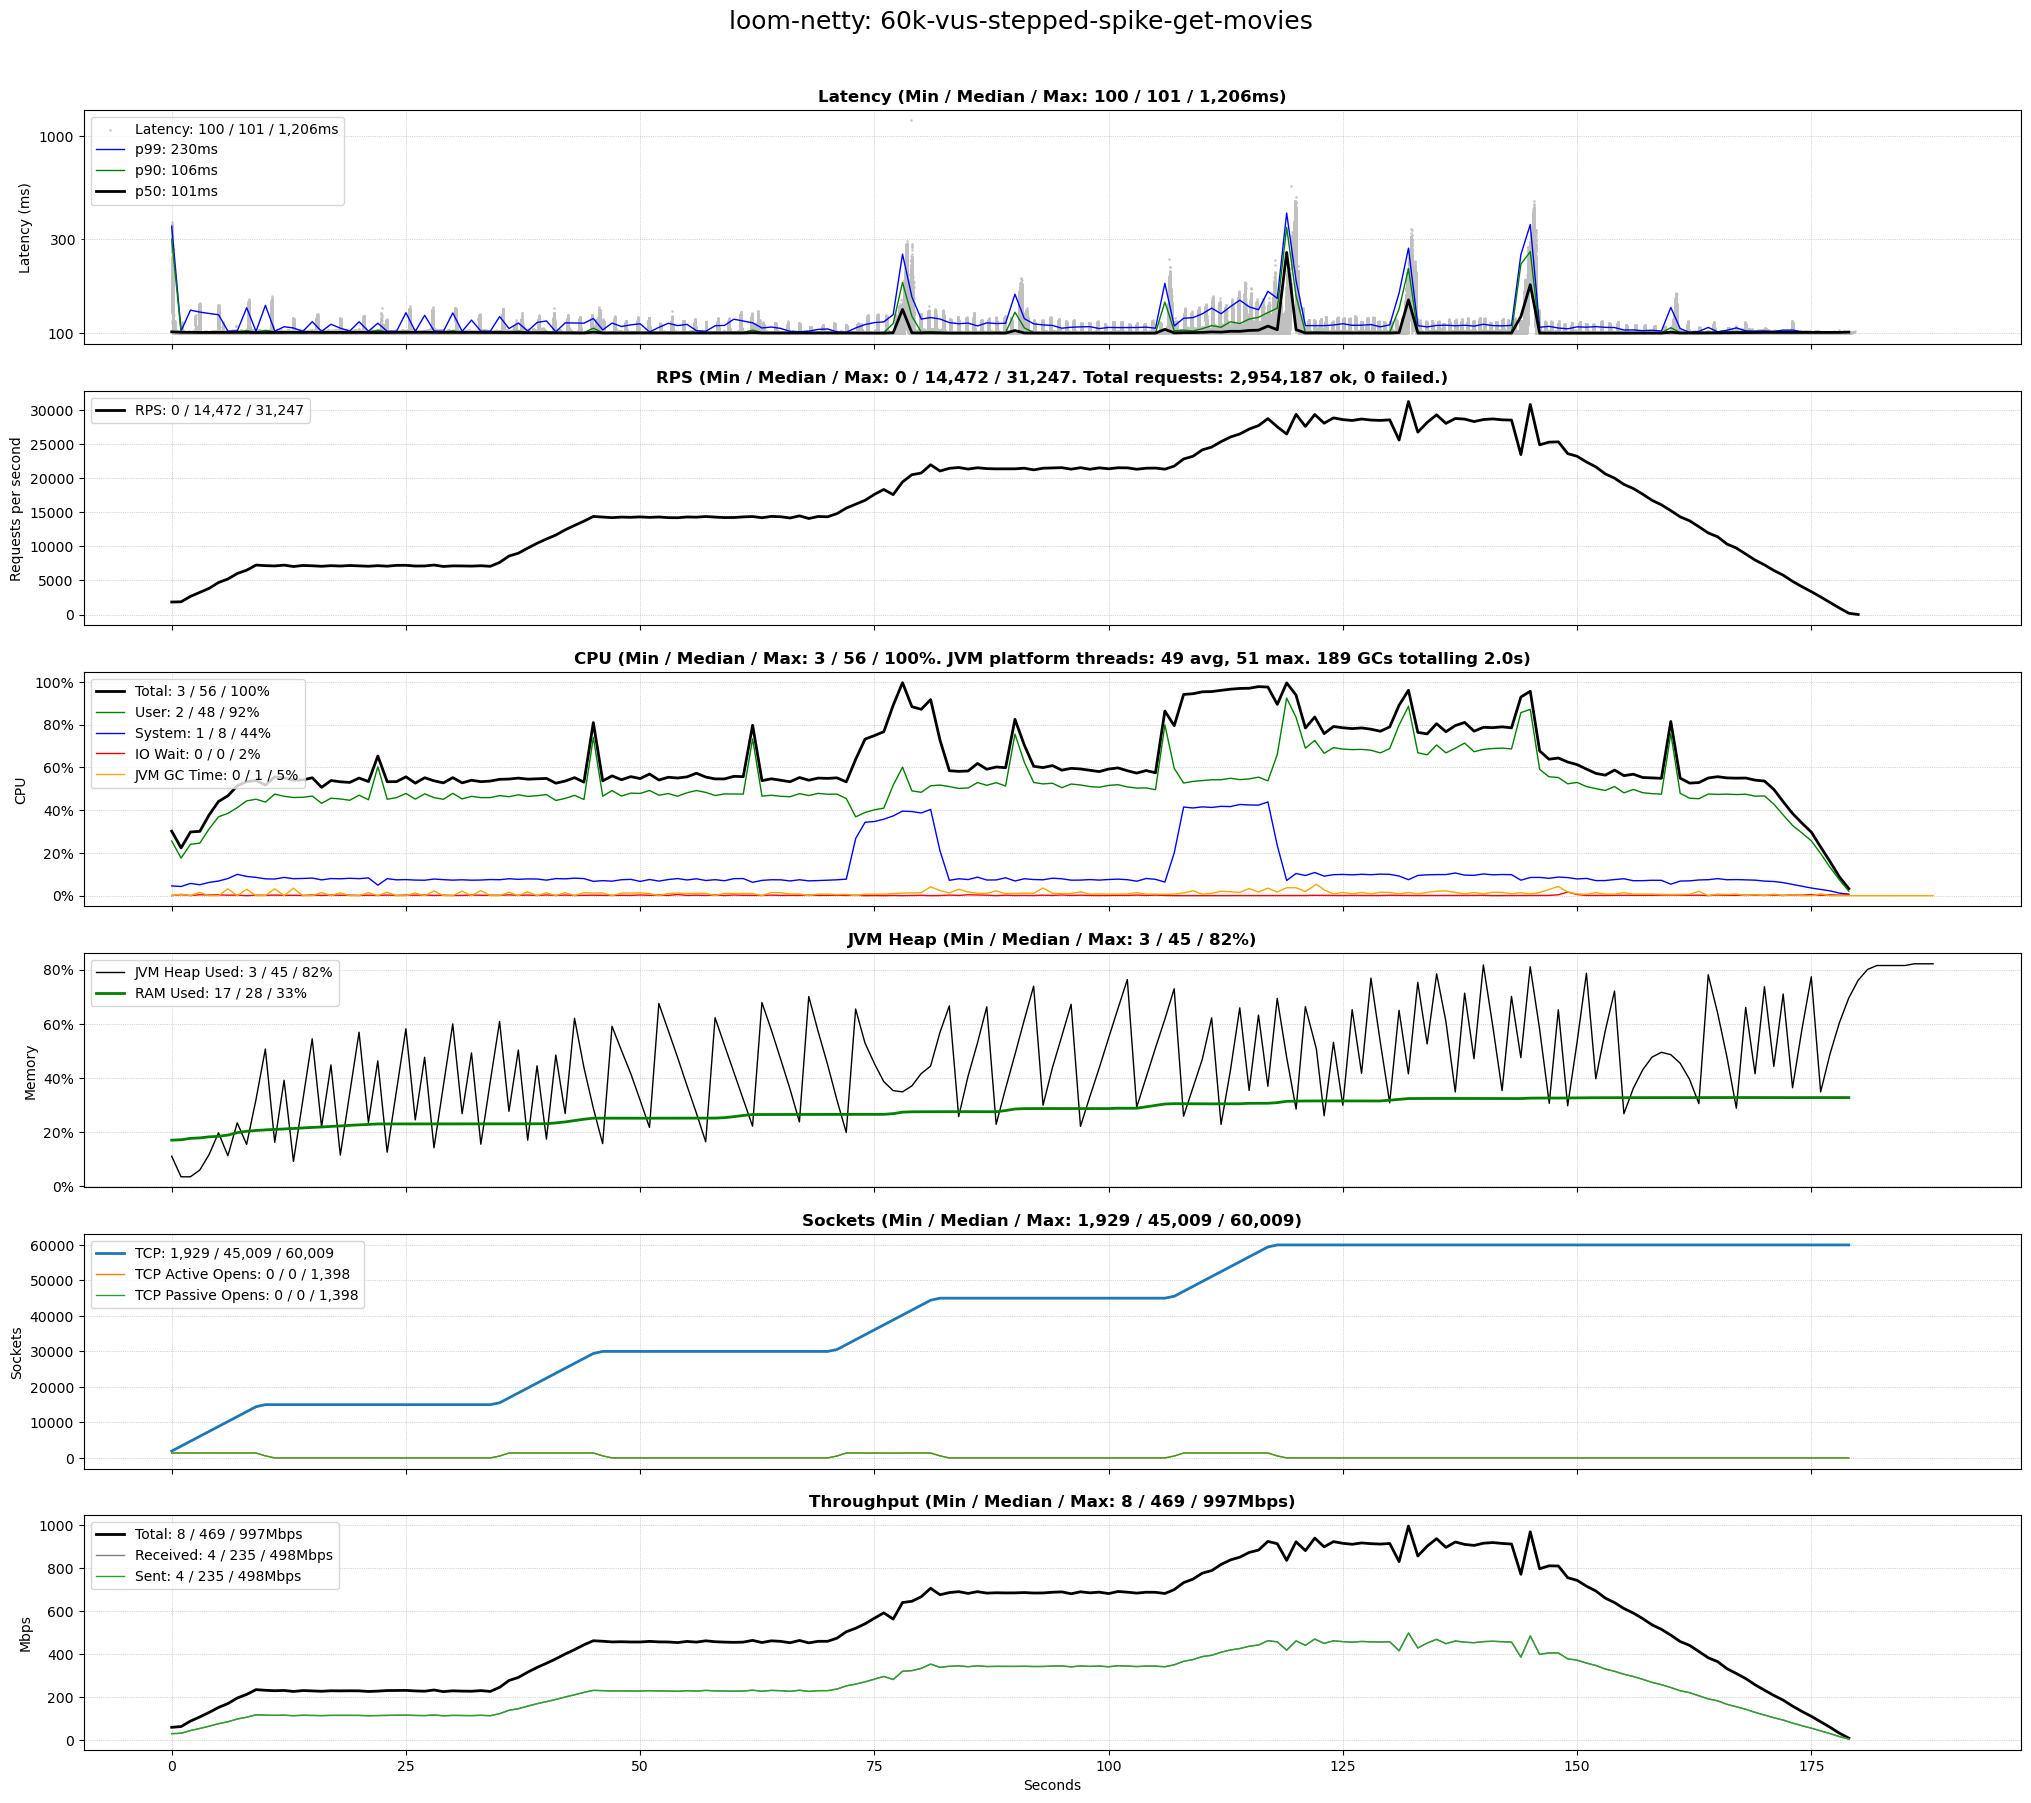 loom-netty: 60k-vus-stepped-spike-get-movies
Latency (Min / Median / Max: 100 / 101 / 1,206ms)
Latency (ms)
1000
300
100
Latency: 100 / 101 / 1,206ms
p99: 230ms
p90: 106ms
p50: 101ms
RPS (Min / Median / Max: 0 / 14,472 / 31,247. Total requests: 2,954,187 ok, 0 failed.)
Requests per second
30000
25000
20000
15000
10000
5000
0
RPS: 0 / 14,472 / 31,247
CPU (Min / Median / Max: 3 / 56 / 100%. JVM platform threads: 49 avg, 51 max. 189 GCs totalling 2.0s)
CPU
100%
80%
60%
40%
20%
0%
Total: 3 / 56 / 100%
User: 2 / 48 / 92%
System: 1 / 8 / 44%
IO Wait: 0 / 0 / 2%
JVM GC Time: 0 / 1 / 5%
JVM Heap (Min / Median / Max: 3 / 45 / 82%)
Memory
80%
60%
40%
20%
0%
JVM Heap Used: 3 / 45 / 82%
RAM Used: 17 / 28 / 33%
Sockets (Min / Median / Max: 1,929 / 45,009 / 60,009)
Sockets
60000
50000
40000
30000
20000
10000
0
TCP: 1,929 / 45,009 / 60,009
TCP Active Opens: 0 / 0 / 1,398
TCP Passive Opens: 0 / 0 / 1,398
Throughput (Min / Median / Max: 8 / 469 / 997Mbps)
Mbps
1000
800
600
400
200
0
Total: 8 / 469 / 997Mbps
Received: 4 / 235 / 498Mbps
Sent: 4 / 235 / 498Mbps
0 25 50 75 100 125 150 175
Seconds